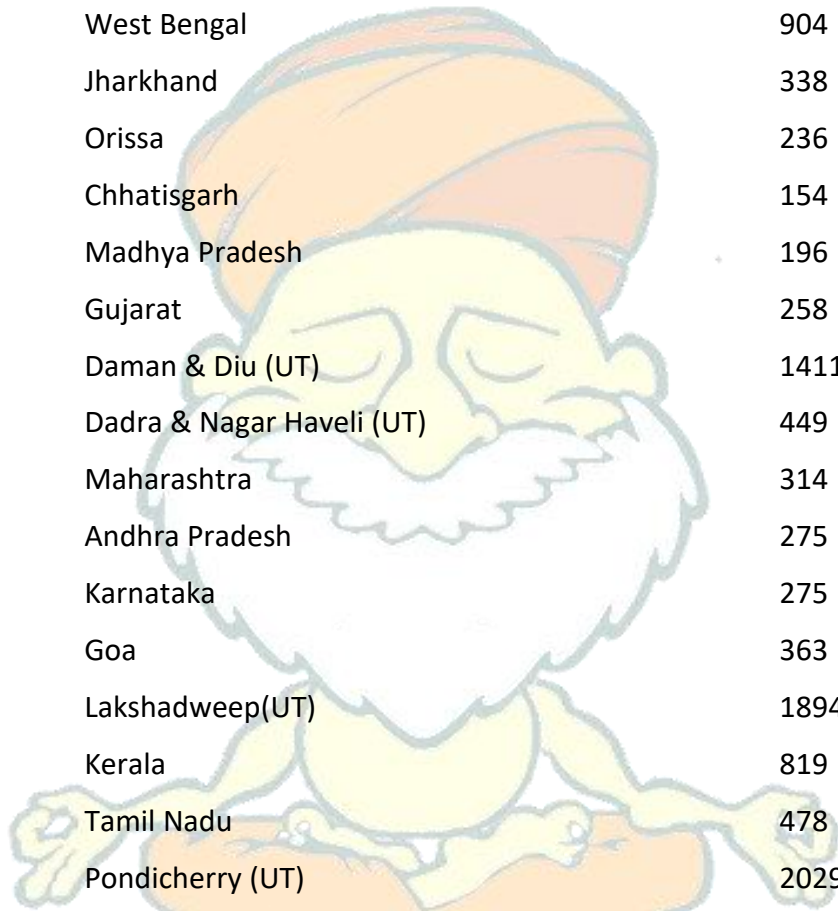 West Bengal 904
Jharkhand 338
Orissa 236
Chhatisgarh 154
Madhya Pradesh 196
Gujarat 258
Daman & Diu (UT) 1411
Dadra & Nagar Haveli (UT) 449
Maharashtra 314
Andhra Pradesh 275
Karnataka 275
Goa 363
Lakshadweep(UT) 1894
Kerala 819
Tamil Nadu 478
Pondicherry (UT) 2029